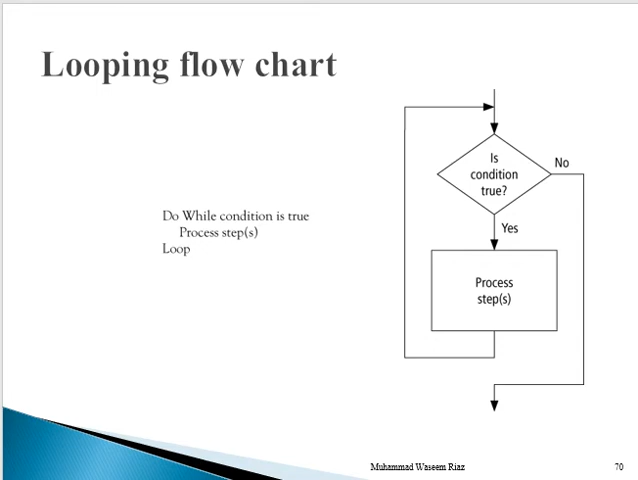 Looping flow chart
Do While condition is true
Process step(s)
Loop
Is
condition
true?
No
Yes
Process
step(s)
Muhammad Waseem Riaz
70